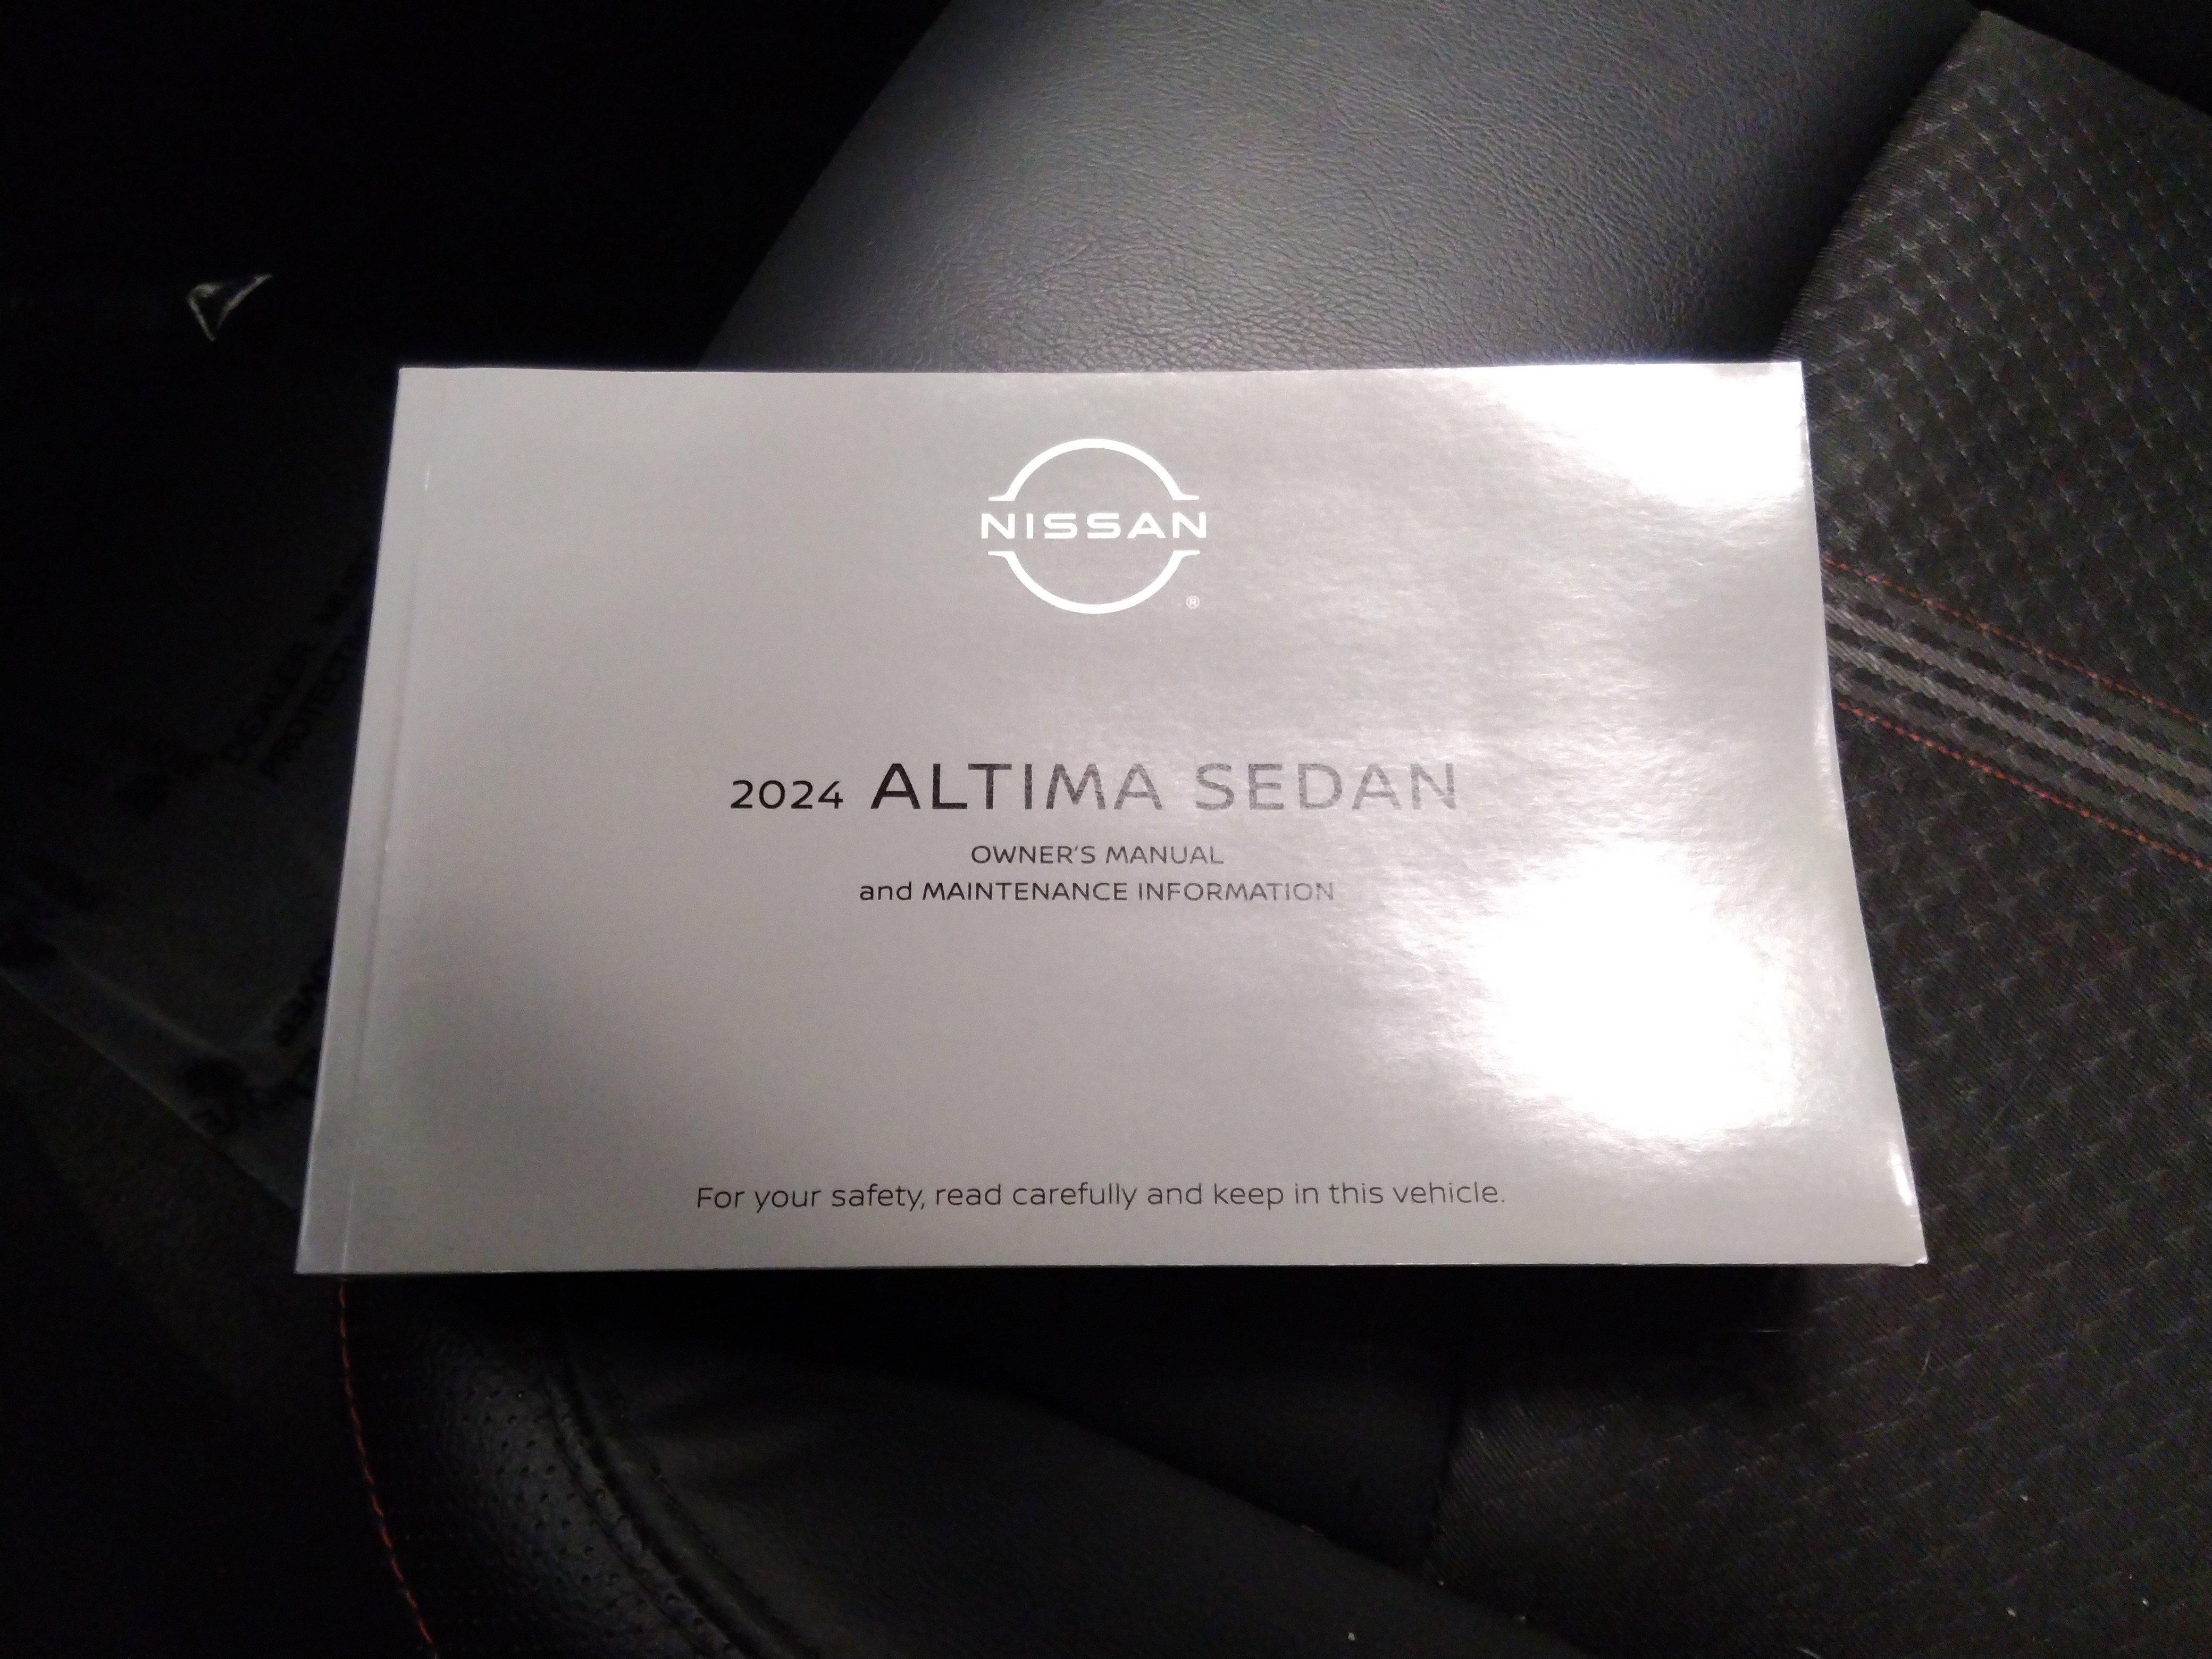 NISSAN
®
2024 ALTIMA SEDAN
OWNER'S MANUAL
and MAINTENANCE INFORMATION
For your safety, read carefully and keep in this vehicle.
DEALER